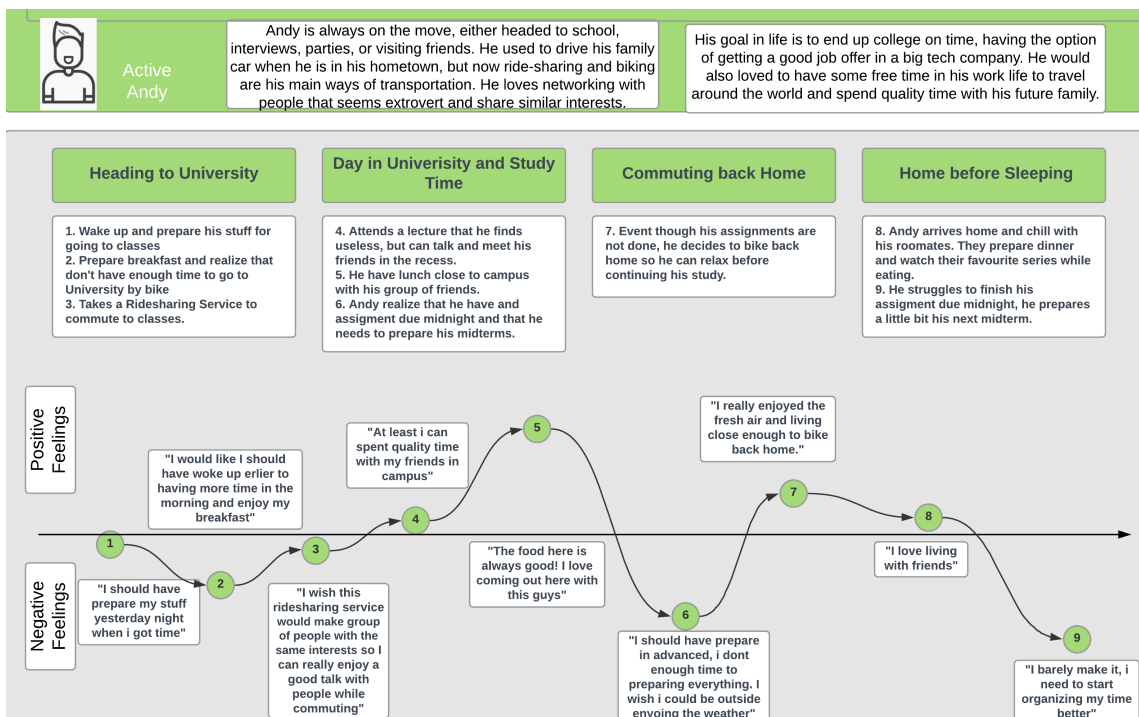 Active
Andy
Andy is always on the move, either headed to school,
interviews, parties, or visiting friends. He used to drive his family
car when he is in his hometown, but now ride-sharing and biking
are his main ways of transportation. He loves networking with
people that seems extrovert and share similar interests.
His goal in life is to end up college on time, having the option
of getting a good job offer in a big tech company. He would
also loved to have some free time in his work life to travel
around the world and spend quality time with his future family.
Heading to University
1. Wake up and prepare his stuff for
going to classes
2. Prepare breakfast and realize that
don't have enough time to go to
University by bike
3. Takes a Ridesharing Service to
commute to classes.
Day in Univerisity and Study
Time
4. Attends a lecture that he finds
useless, but can talk and meet his
friends in the recess.
5. He have lunch close to campus
with his group of friends.
6. Andy realize that he have and
assigment due midnight and that he
needs to prepare his midterms.
Commuting back Home
7. Event though his assignments are
not done, he decides to bike back
home so he can relax before
continuing his study.
Home before Sleeping
8. Andy arrives home and chill with
his roomates. They prepare dinner
and watch their favourite series while
eating.
9. He struggles to finish his
assigment due midnight, he prepares
a little bit his next midterm.
Positive
Feelings
Negative
Feelings
1
"I should have
prepare my stuff
yesterday night
when i got time"
2
"I would like I should
have woke up erlier to
having more time in the
morning and enjoy my
breakfast"
3
"I wish this
ridesharing service
would make group
of people with the
same interests so I
can really enjoy a
good talk with
people while
commuting"
4
"At least i can
spent quality time
with my friends in
campus"
5
"The food here is
always good! I love
coming out here with
this guys"
6
"I should have prepare
in advanced, i dont
enough time to
preparing everything. I
wish i could be outside
enyoing the weather"
7
"I really enjoyed the
fresh air and living
close enough to bike
back home."
8
"I love living
with friends"
9
"I barely make it, i
need to start
organizing my time
better"